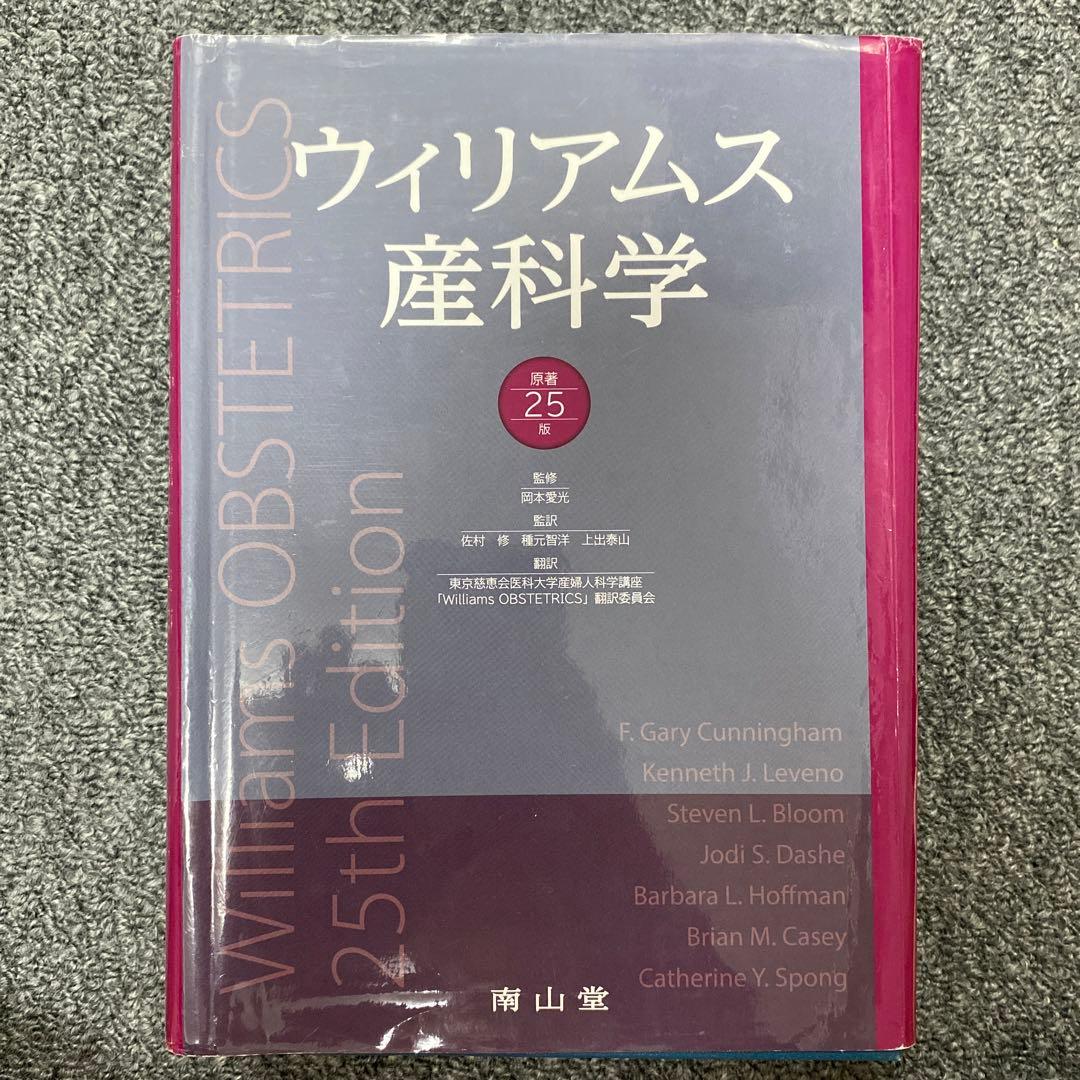 ウィリアムス
産科学
原著
25
版
監修
岡本愛光
監訳
佐村 修 種元智洋 上出泰山
翻訳
東京慈恵会医科大学産婦人科学講座
「Williams OBSTETRICS」翻訳委員会
Williams OBSTETRICS
25th Edition
F. Gary Cunningham
Kenneth J. Leveno
Steven L. Bloom
Jodi S. Dashe
Barbara L. Hoffman
Brian M. Casey
Catherine Y. Spong
南山堂